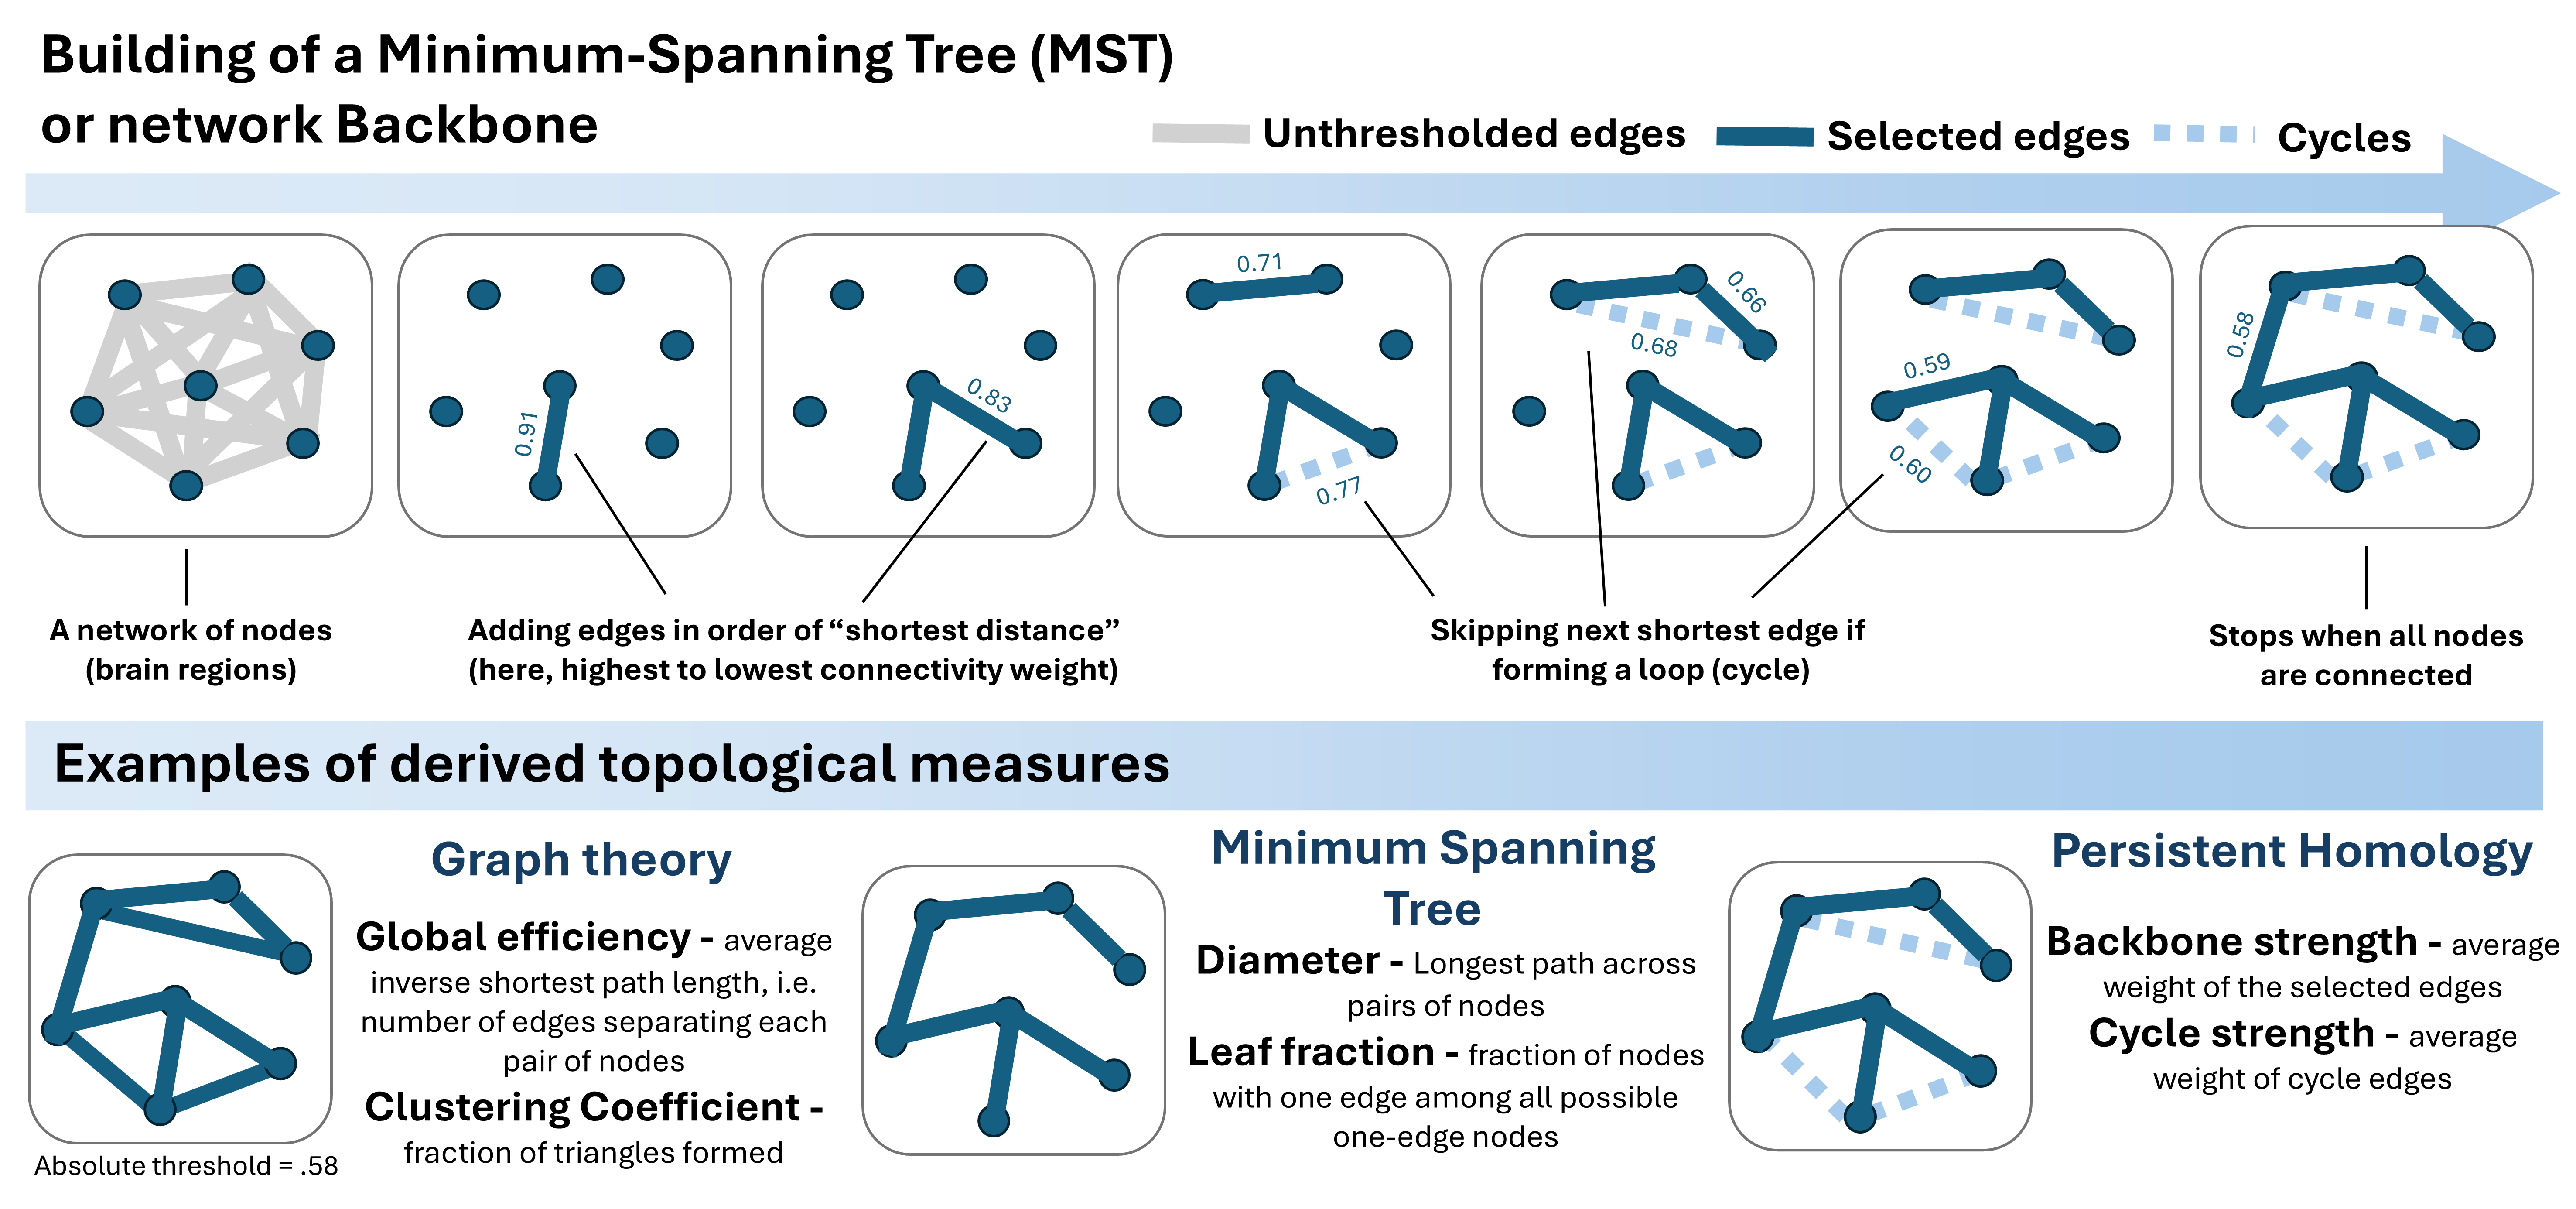 Building of a Minimum-Spanning Tree (MST)
or network Backbone
Unthresholded edges
Selected edges
Cycles
0.91
0.83
0.71
0.77
0.66
0.68
0.59
0.60
0.58
A network of nodes
(brain regions)
Adding edges in order of “shortest distance”
(here, highest to lowest connectivity weight)
Skipping next shortest edge if
forming a loop (cycle)
Stops when all nodes
are connected
Examples of derived topological measures
Graph theory
Global efficiency - average
inverse shortest path length, i.e.
number of edges separating each
pair of nodes
Clustering Coefficient -
fraction of triangles formed
Absolute threshold = .58
Minimum Spanning
Tree
Diameter - Longest path across
pairs of nodes
Leaf fraction - fraction of nodes
with one edge among all possible
one-edge nodes
Persistent Homology
Backbone strength - average
weight of the selected edges
Cycle strength - average
weight of cycle edges